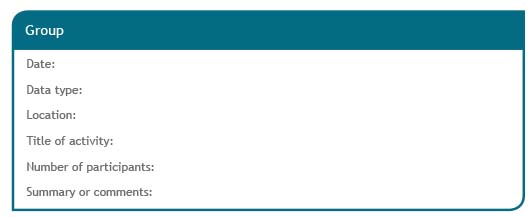 Group
Date:
Data type:
Location:
Title of activity:
Number of participants:
Summary or comments: